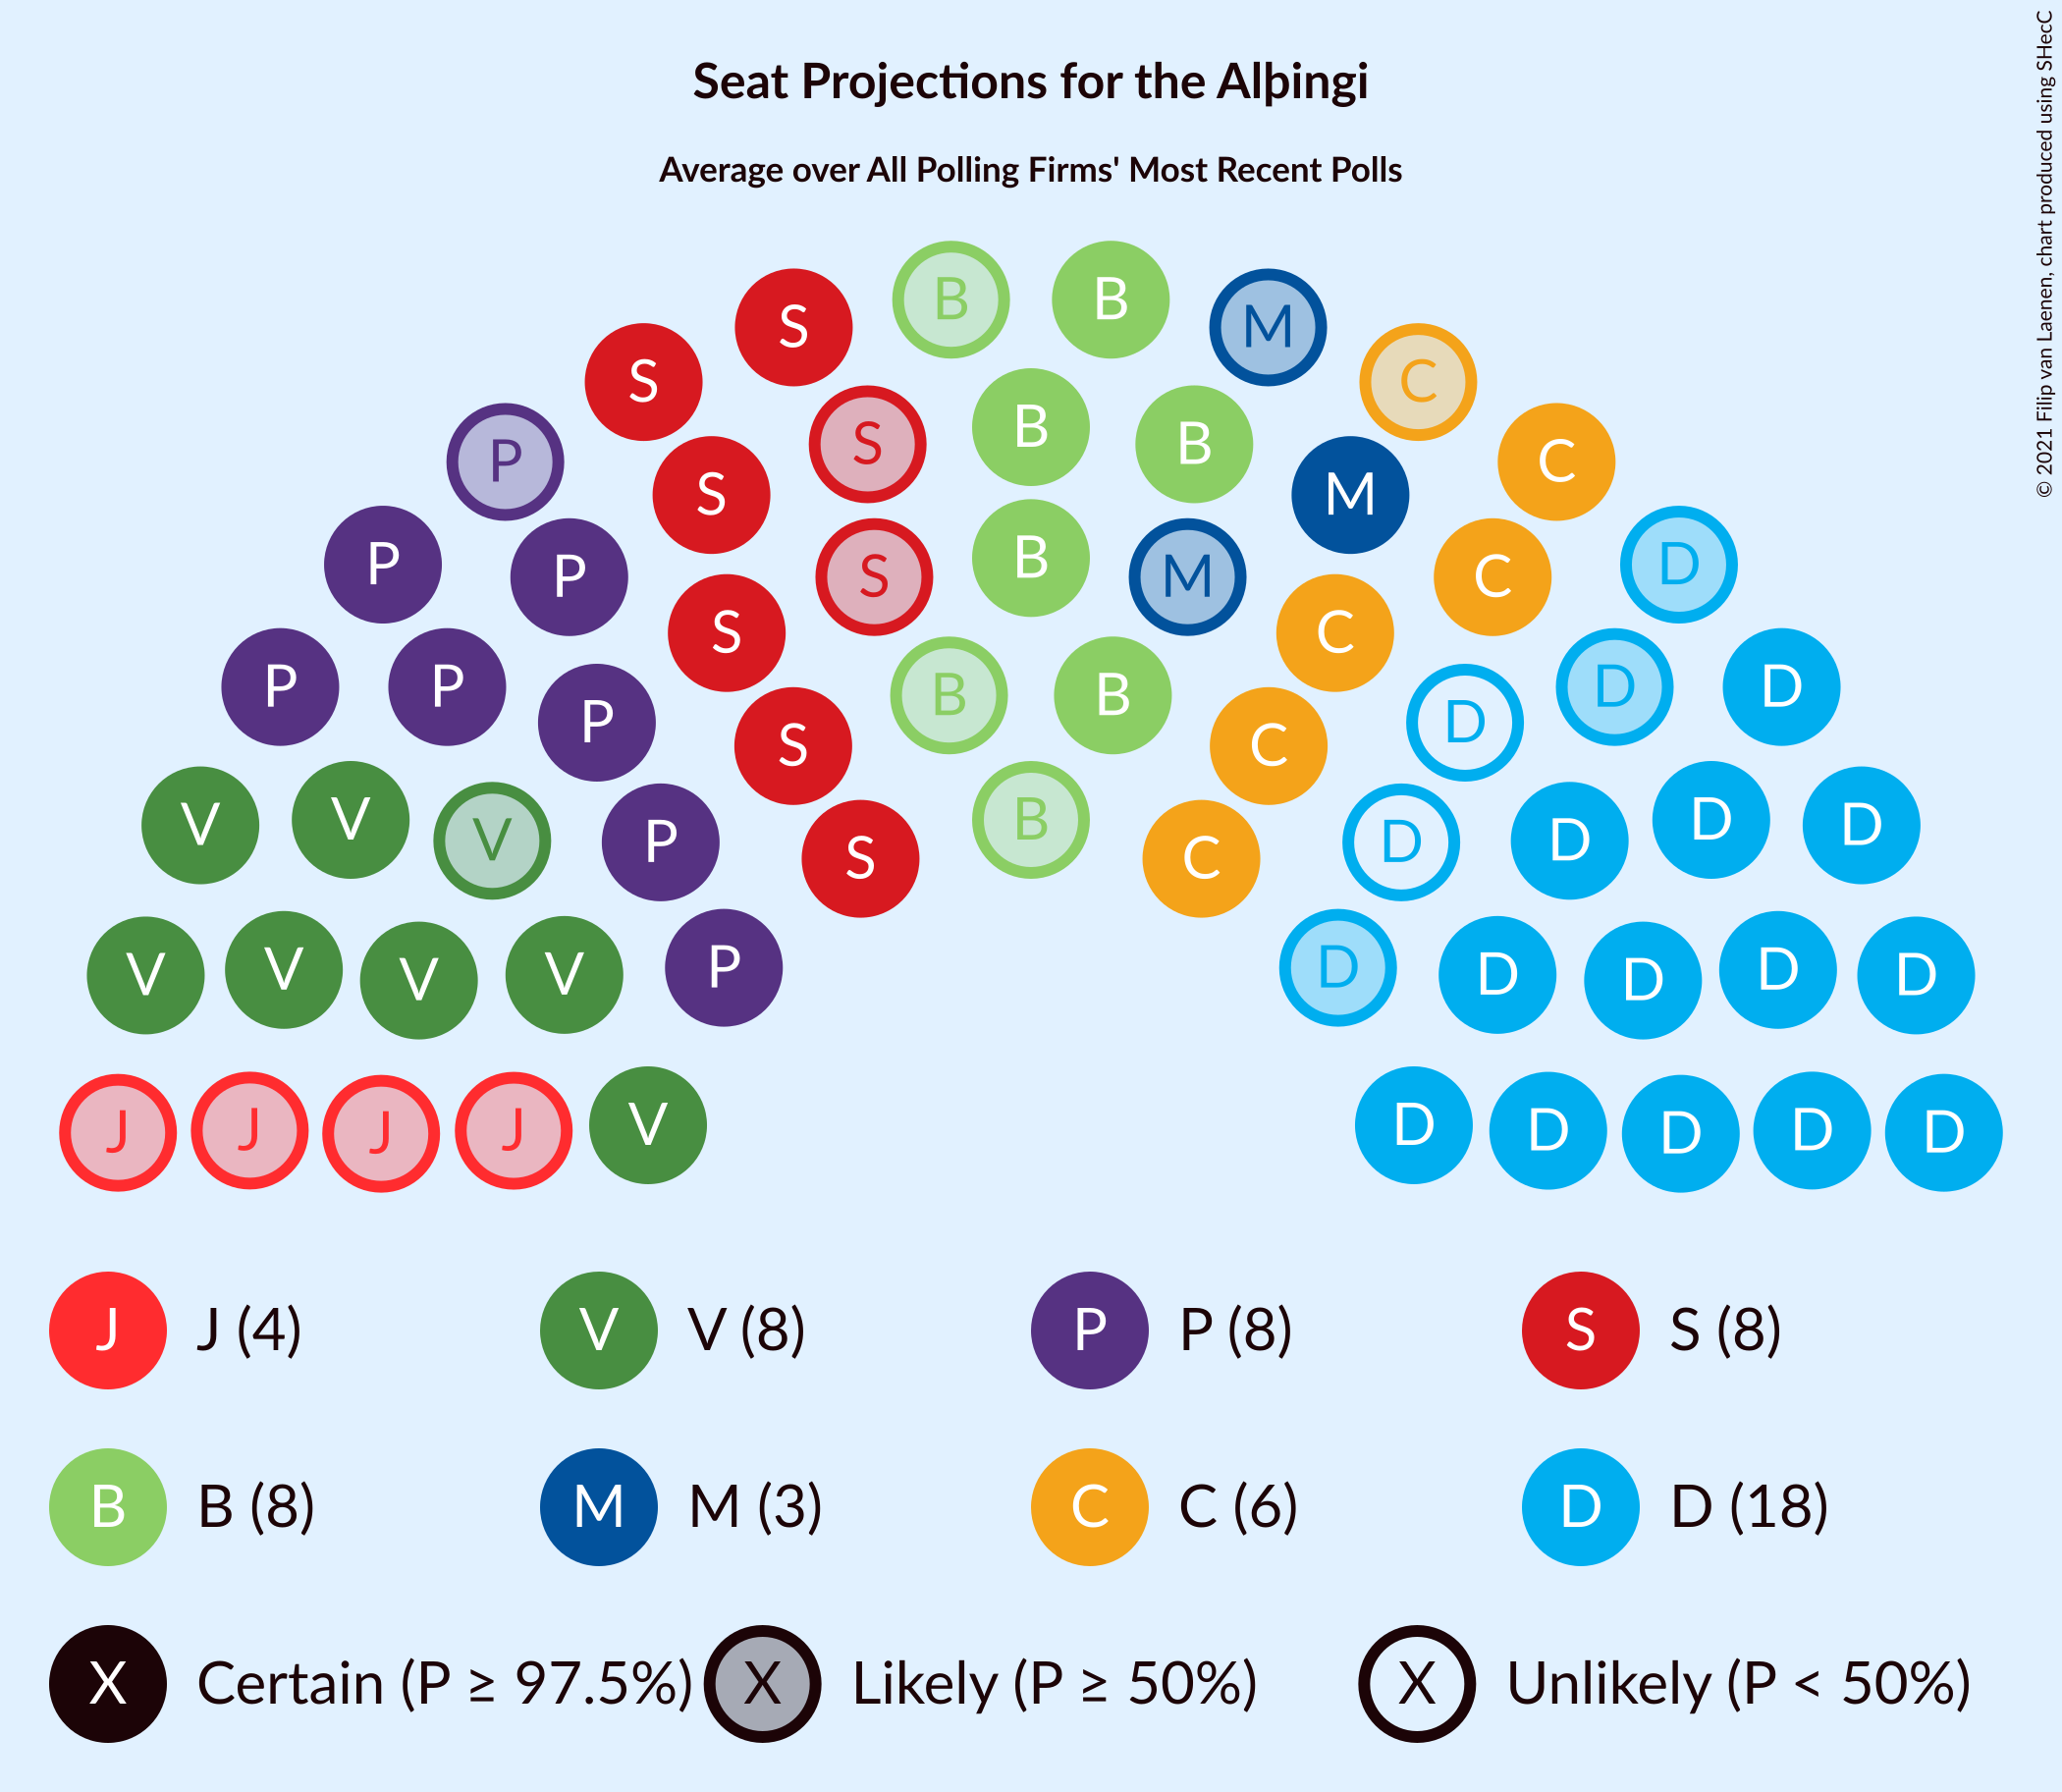 Seat Projections for the Alþingi
Average over All Polling Firms' Most Recent Polls
© 2021 Filip van Laenen, chart produced using SHecC
B B
S M
S C
S B B
P C
S M
P P S B M C D
S C
P P B B D D
P D
S C
V V V P B D D D D
S C
V V V V P D D D D D
J J J J V D D D D D
J J (4) V V (8) P P (8) S S (8)
B B (8) M M (3) C C (6) D D (18)
X Certain (P ≥ 97.5%) X Likely (P ≥ 50%) X Unlikely (P < 50%)